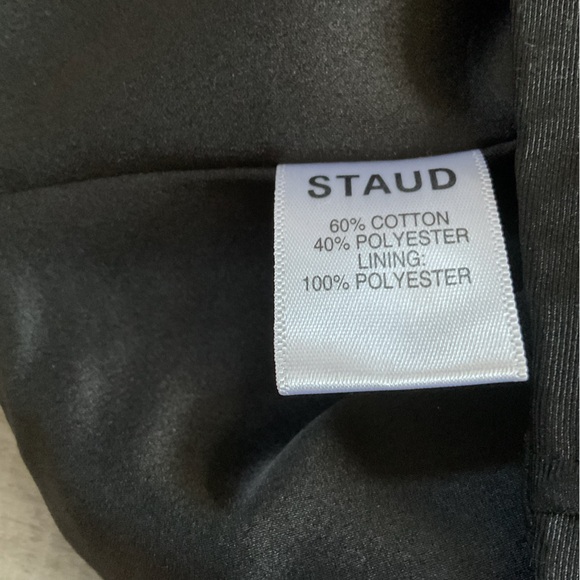 STAUD
60% COTTON
40% POLYESTER
LINING:
100% POLYESTER